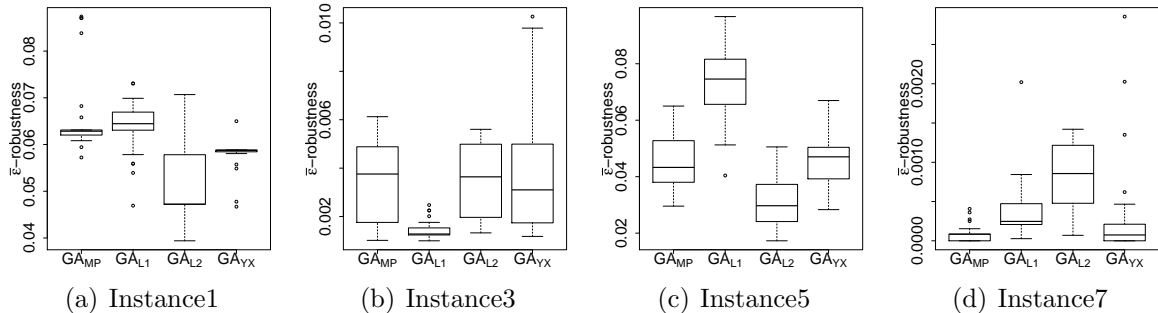 ε̅−robustness
0.04 0.05 0.06 0.07 0.08
GA_MP GA_L1 GA_L2 GA_YX
(a) Instance1
ε̅−robustness
0.002 0.006 0.010
GA_MP GA_L1 GA_L2 GA_YX
(b) Instance3
ε̅−robustness
0.02 0.04 0.06 0.08
GA_MP GA_L1 GA_L2 GA_YX
(c) Instance5
ε̅−robustness
0.0000 0.0010 0.0020
GA_MP GA_L1 GA_L2 GA_YX
(d) Instance7